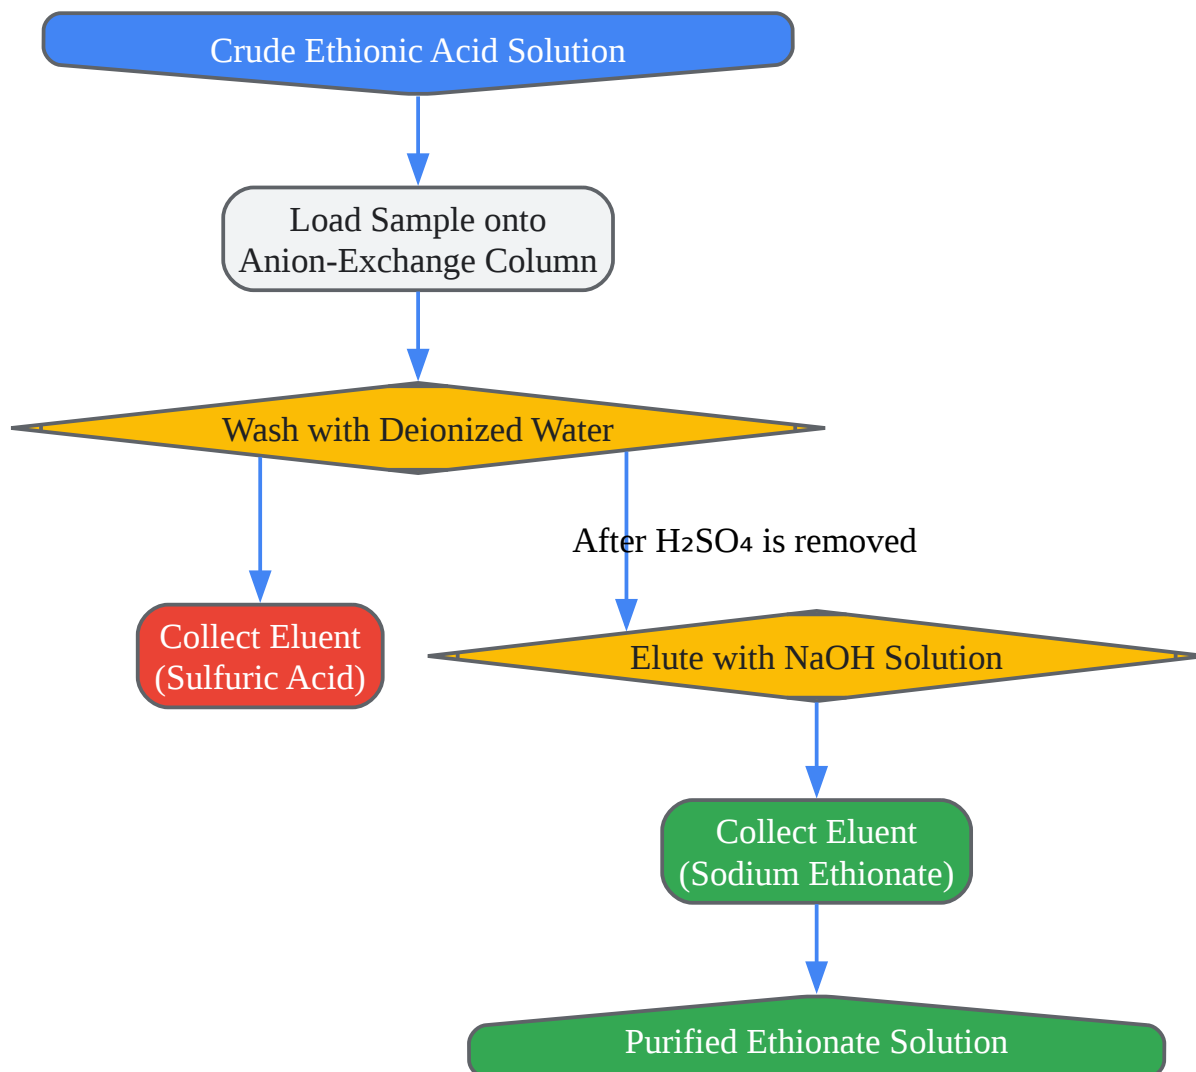 Crude Ethionic Acid Solution
Load Sample onto
Anion-Exchange Column
Wash with Deionized Water
After H₂SO₄ is removed
Collect Eluent
(Sulfuric Acid)
Elute with NaOH Solution
Collect Eluent
(Sodium Ethionate)
Purified Ethionate Solution